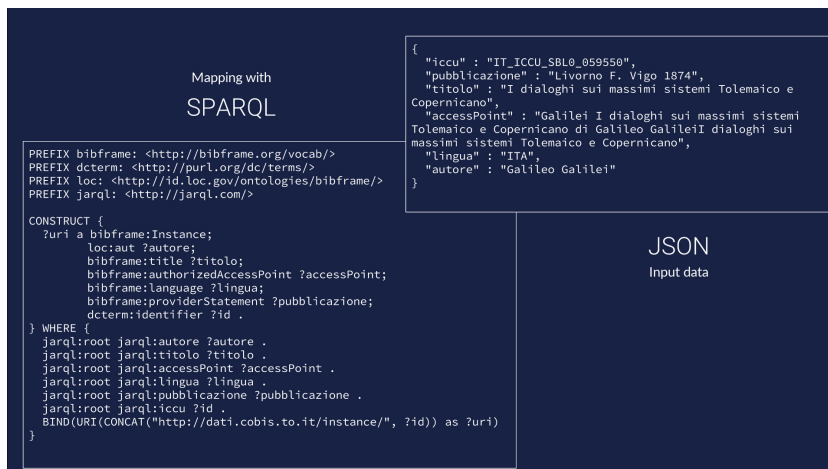 Mapping with
SPARQL
PREFIX bibframe: <http://bibframe.org/vocab/>
PREFIX dcterm: <http://purl.org/dc/terms/>
PREFIX loc: <http://id.loc.gov/ontologies/bibframe/>
PREFIX jarql: <http://jarql.com/>
CONSTRUCT {
?uri a bibframe:Instance;
loc:aut ?autore;
bibframe:title ?titolo;
bibframe:authorizedAccessPoint ?accessPoint;
bibframe:language ?lingua;
bibframe:providerStatement ?pubblicazione;
dcterm:identifier ?id .
} WHERE {
jarql:root jarql:autore ?autore .
jarql:root jarql:titolo ?titolo .
jarql:root jarql:accessPoint ?accessPoint .
jarql:root jarql:lingua ?lingua .
jarql:root jarql:pubblicazione ?pubblicazione .
jarql:root jarql:iccu ?id .
BIND(URI(CONCAT("http://dati.cobis.to.it/instance/", ?id)) as ?uri)
}
{
"iccu" : "IT_ICCU_SBL0_059550",
"pubblicazione" : "Livorno F. Vigo 1874",
"titolo" : "I dialoghi sui massimi sistemi Tolemaico e
Copernicano",
"accessPoint" : "Galilei I dialoghi sui massimi sistemi
Tolemaico e Copernicano di Galileo GalileiI dialoghi sui
massimi sistemi Tolemaico e Copernicano",
"lingua" : "ITA",
"autore" : "Galileo Galilei"
}
JSON
Input data